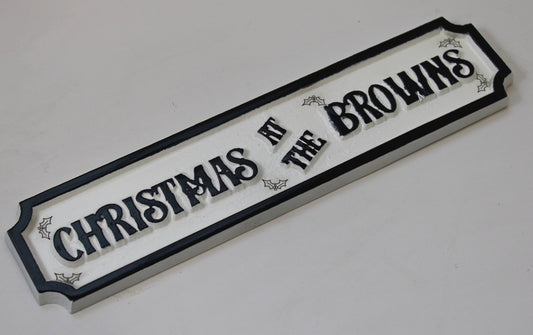 CHRISTMAS AT THE BROWNS